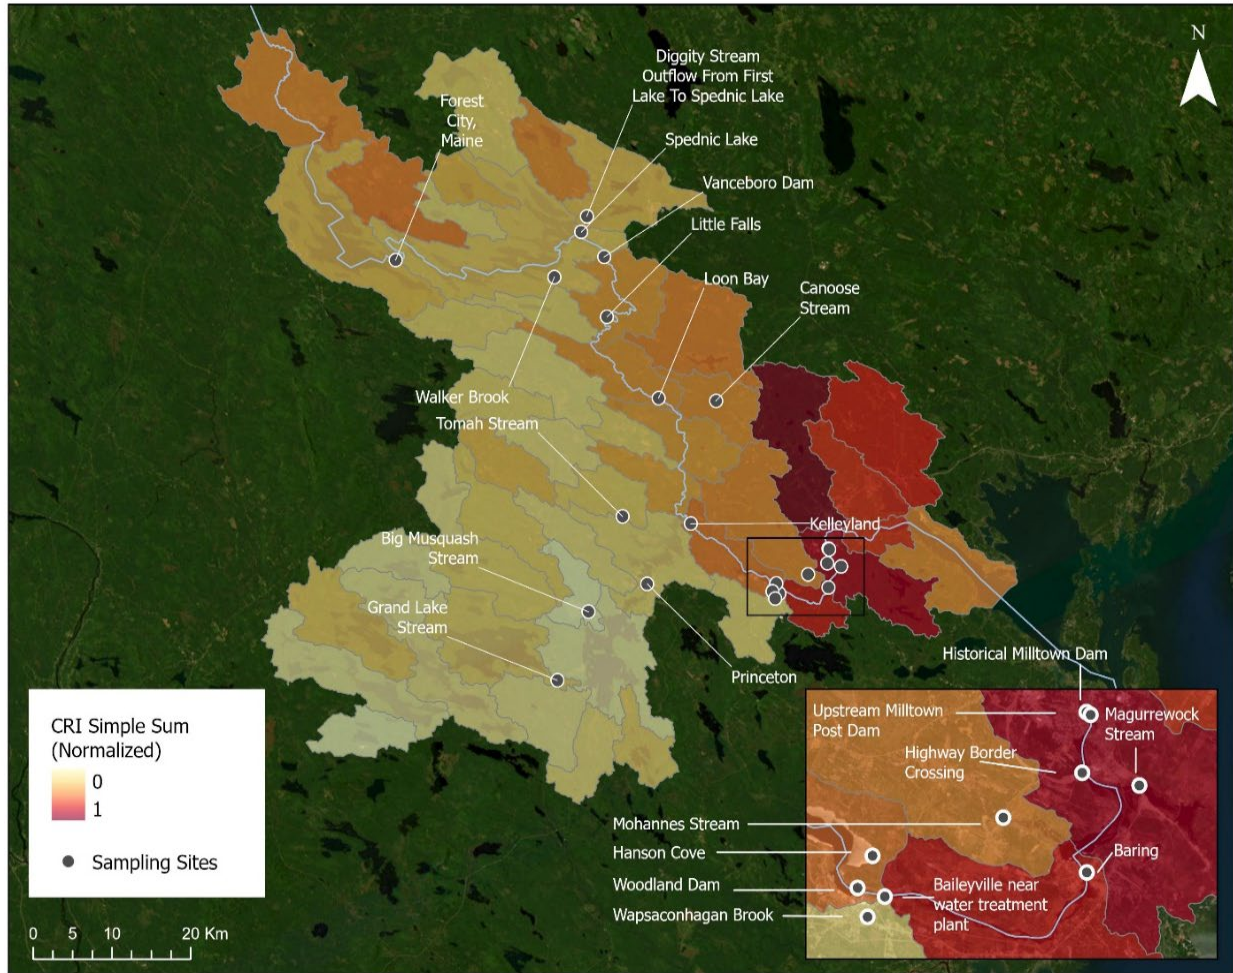 N
Diggity Stream
Outflow From First
Lake To Spednic Lake
Forest
City,
Maine
Spednic Lake
Vanceboro Dam
Little Falls
Loon Bay
Canoose
Stream
Walker Brook
Tomah Stream
Kelleyland
Big Musquash
Stream
Grand Lake
Stream
Princeton
Historical Milltown Dam
Upstream Milltown
Post Dam
Magurrewock
Stream
Highway Border
Crossing
Mohannes Stream
Hanson Cove
Baring
Woodland Dam
Baileyville near
water treatment
plant
Wapsaconhagan Brook
CRI Simple Sum
(Normalized)
0
1
Sampling Sites
0 5 10 20 Km